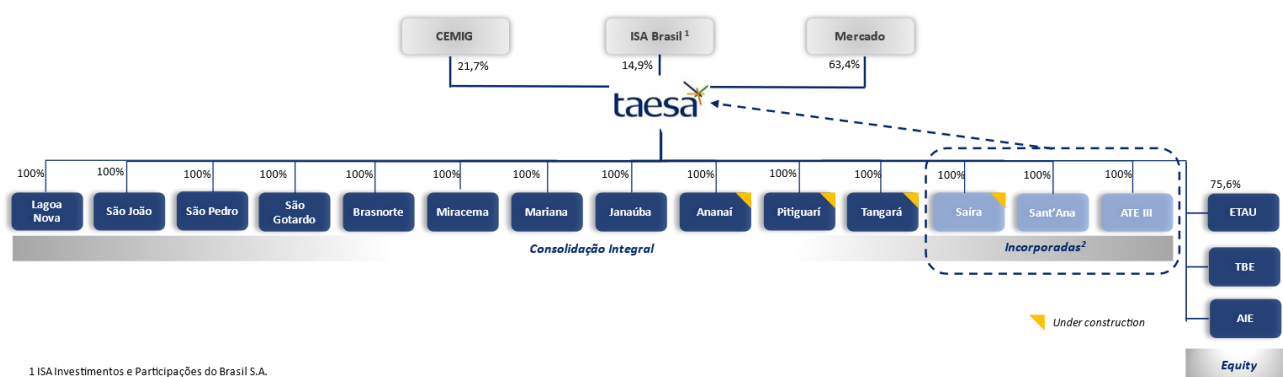 CEMIG
ISA Brasil 1
Mercado
21,7%
14,9%
63,4%
taesa
100%
100%
100%
100%
100%
100%
100%
100%
100%
100%
100%
100%
100%
100%
75,6%
Lagoa
Nova
São João
São Pedro
São
Gotardo
Brasnorte
Miracema
Mariana
Janaúba
Ananaí
Pitiguarí
Tangará
Saíra
Sant'Ana
ATE III
ETAU
Consolidação Integral
Incorporadas2
TBE
AIE
Under construction
Equity
1 ISA Investimentos e Participações do Brasil S.A.